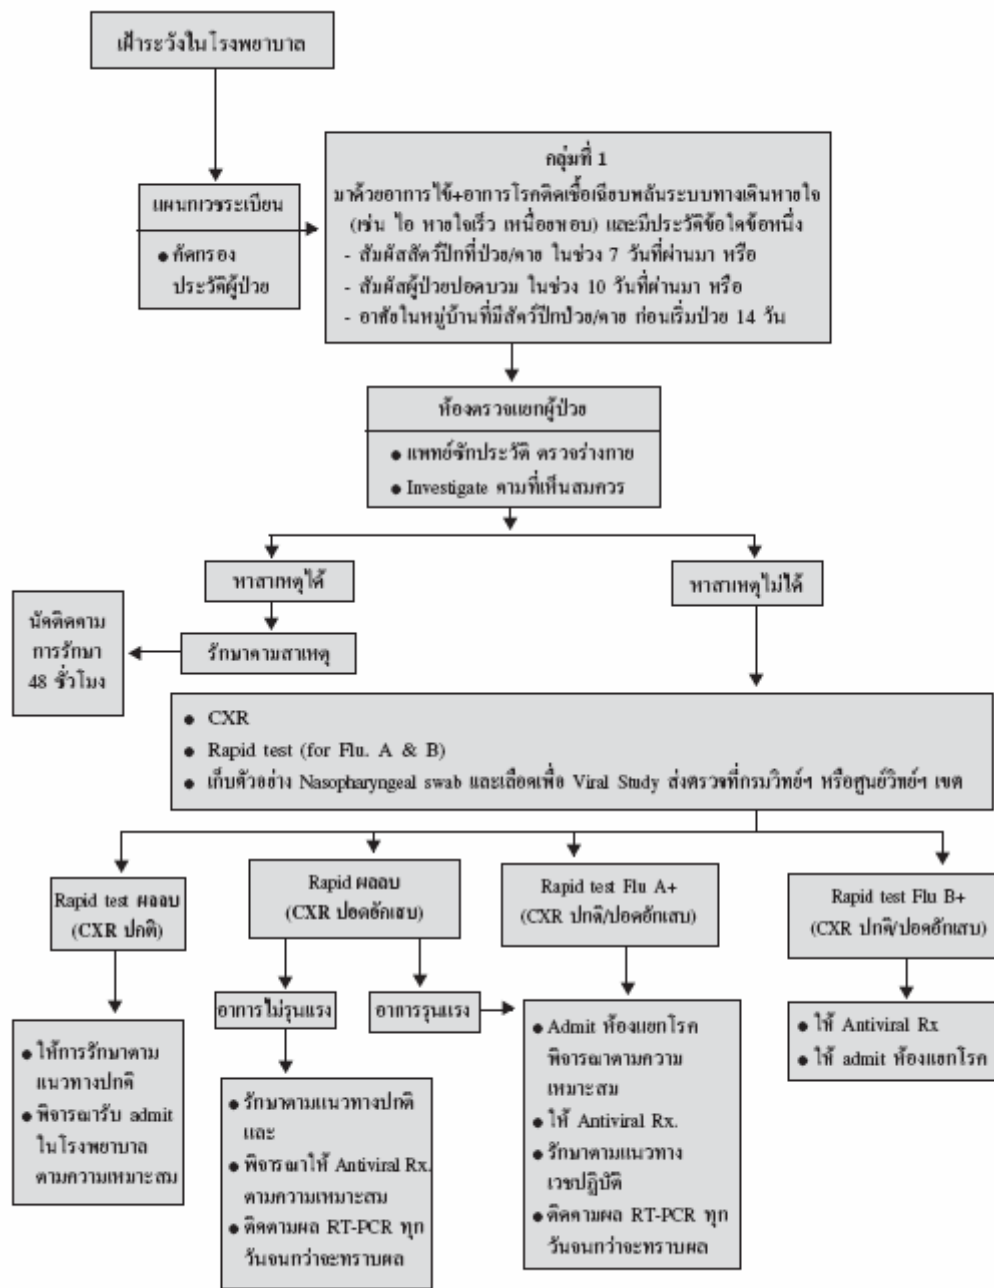 เฝ้าระวังในโรงพยาบาล
แผนกเวชระเบียน
● คัดกรอง
ประวัติผู้ป่วย
กลุ่มที่ 1
มาด้วยอาการไข้+อาการโรคติดเชื้อเฉียบพลันระบบทางเดินหายใจ
(เช่น ไอ หายใจเร็ว เหนื่อยหอบ) และมีประวัติข้อใดข้อหนึ่ง
- สัมผัสสัตว์ปีกที่ป่วย/ตาย ในช่วง 7 วันที่ผ่านมา หรือ
- สัมผัสผู้ป่วยปอดบวม ในช่วง 10 วันที่ผ่านมา หรือ
- อาศัยในหมู่บ้านที่มีสัตว์ปีกป่วย/ตาย ก่อนเริ่มป่วย 14 วัน
ห้องตรวจแยกผู้ป่วย
● แพทย์ซักประวัติ ตรวจร่างกาย
● Investigate ตามที่เห็นสมควร
หาสาเหตุได้
หาสาเหตุไม่ได้
รักษาตามสาเหตุ
นัดติดตาม
การรักษา
48 ชั่วโมง
● CXR
● Rapid test (for Flu. A & B)
● เก็บตัวอย่าง Nasopharyngeal swab และเลือดเพื่อ Viral Study ส่งตรวจที่กรมวิทย์ฯ หรือศูนย์วิทย์ฯ เขต
Rapid test ผลลบ
(CXR ปกติ)
Rapid ผลลบ
(CXR ปอดอักเสบ)
Rapid test Flu A+
(CXR ปกติ/ปอดอักเสบ)
Rapid test Flu B+
(CXR ปกติ/ปอดอักเสบ)
อาการไม่รุนแรง
อาการรุนแรง
● ให้การรักษาตาม
แนวทางปกติ
● พิจารณารับ admit
ในโรงพยาบาล
ตามความเหมาะสม
● รักษาตามแนวทางปกติ
และ
● พิจารณาให้ Antiviral Rx.
ตามความเหมาะสม
● ติดตามผล RT-PCR ทุก
วันจนกว่าจะทราบผล
● Admit ห้องแยกโรค
พิจารณาตามความ
เหมาะสม
● ให้ Antiviral Rx.
● รักษาตามแนวทาง
เวชปฏิบัติ
● ติดตามผล RT-PCR ทุก
วันจนกว่าจะทราบผล
● ให้ Antiviral Rx
● ให้ admit ห้องแยกโรค